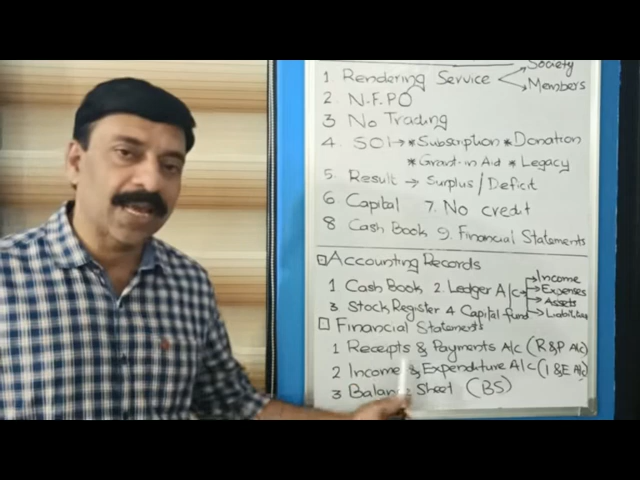 Society
1 Rendering Service
Members
2. N.F.PO
3 No Trading
4. SOI → * Subscription * Donation
* Grant-in Aid * Legacy
5. Result → Surplus / Deficit
6 Capital 7. No credit
8 Cash Book 9. Financial Statements
Accounting Records
1 Cash Book 2. Ledger A/c → Income
Expenses
Assets
3 Stock Register 4 Capital fund
Financial Statements
1 Receipts & Payments A/c (R&P A/c)
2 Income & Expenditure A/c (I&E A/c)
3 Balance Sheet (BS)